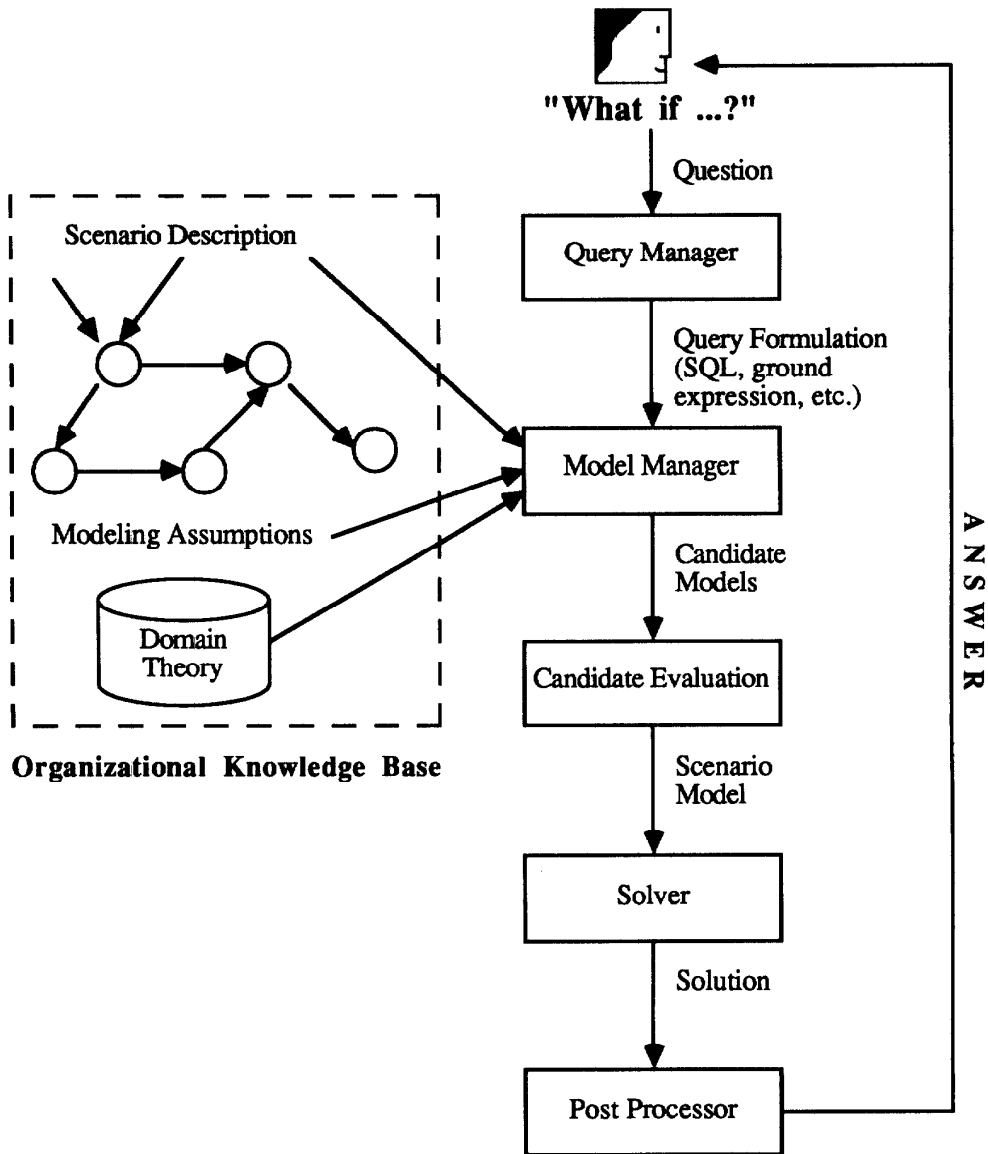 "What if ...?"
Question
Query Manager
Query Formulation
(SQL, ground
expression, etc.)
Scenario Description
Model Manager
Modeling Assumptions
Domain
Theory
Organizational Knowledge Base
Candidate
Models
Candidate Evaluation
Scenario
Model
Solver
Solution
Post Processor
ANSWER